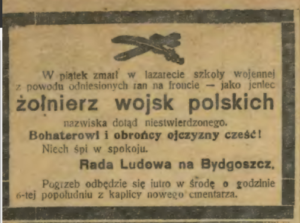 W piątek zmarł w lazarecie szkoły wojennej
z powodu odniesionych ran na froncie — jako jeniec
żołnierz wojsk polskich
nazwiska dotąd niestwierdzonego.
Bohaterowi i obrońcy ojczyzny cześć!
Niech śpi w spokoju.
Rada Ludowa na Bydgoszcz.
Pogrzeb odbędzie się jutro w środę o godzinie
6-tej popołudniu z kaplicy nowego cmentarza.